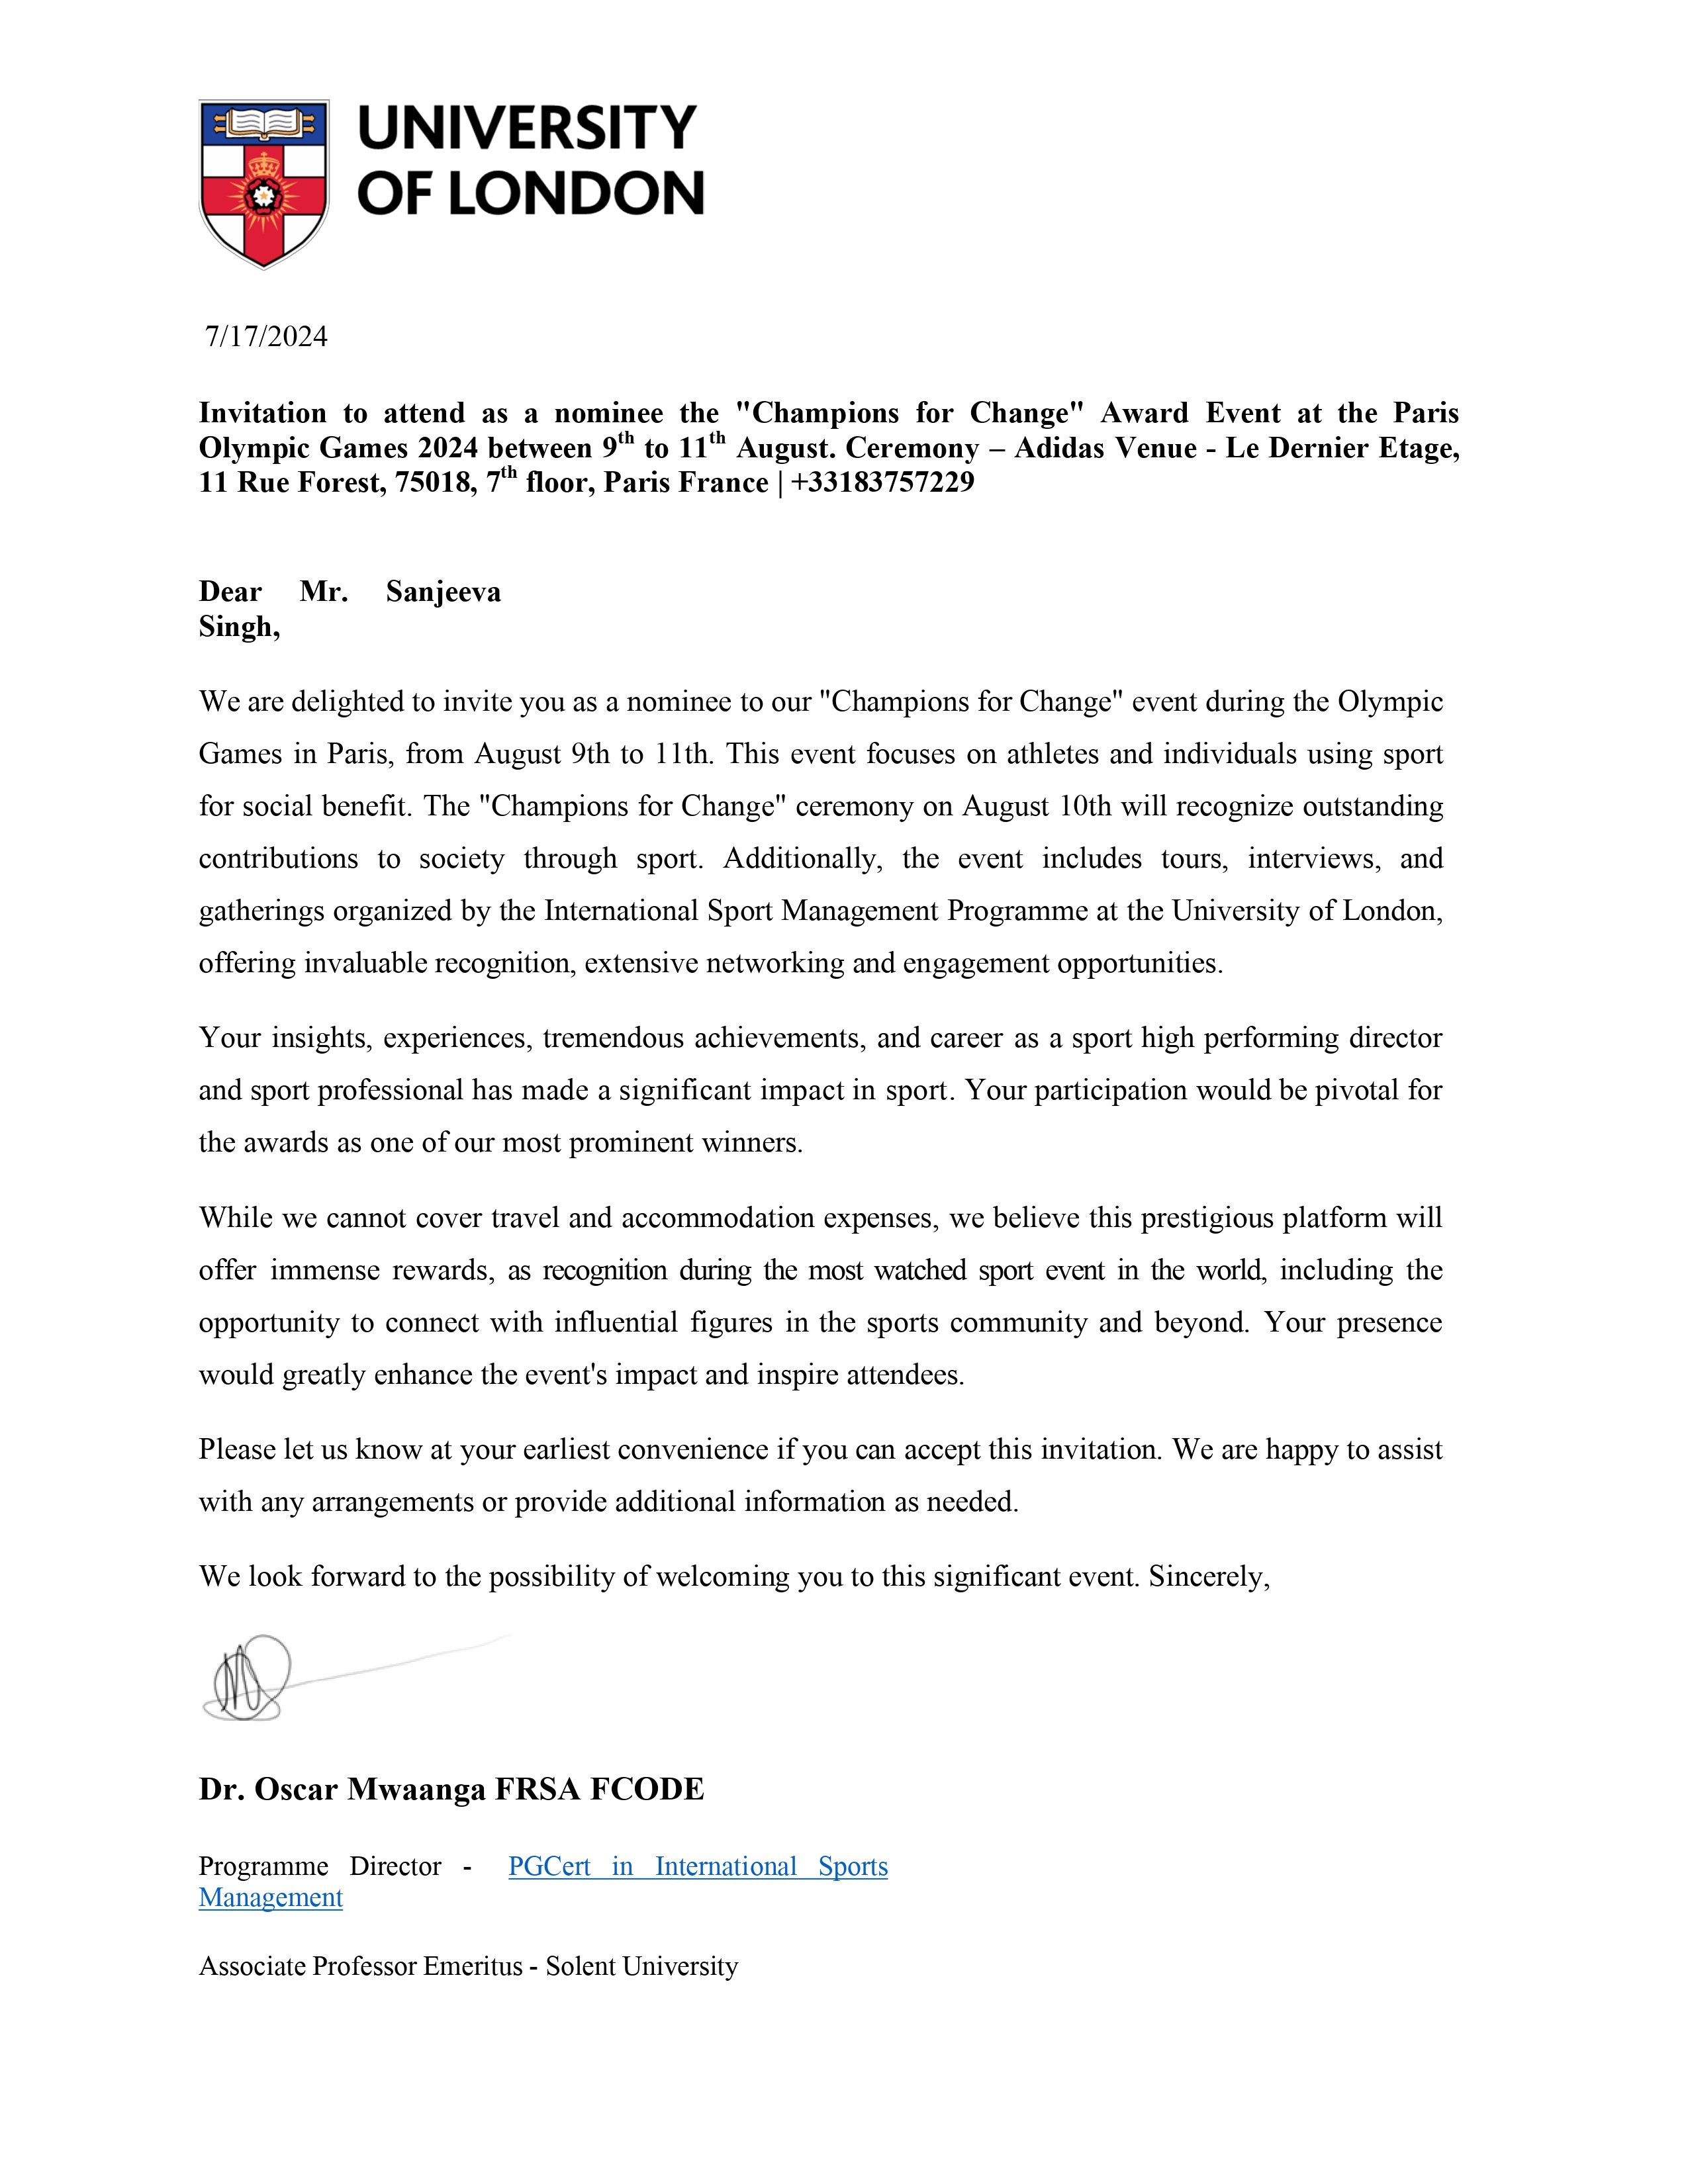 UNIVERSITY
OF LONDON
7/17/2024
Invitation to attend as a nominee the "Champions for Change" Award Event at the Paris
Olympic Games 2024 between 9th to 11th August. Ceremony – Adidas Venue - Le Dernier Etage,
11 Rue Forest, 75018, 7th floor, Paris France | +33183757229
Dear Mr. Sanjeeva
Singh,
We are delighted to invite you as a nominee to our "Champions for Change" event during the Olympic
Games in Paris, from August 9th to 11th. This event focuses on athletes and individuals using sport
for social benefit. The "Champions for Change" ceremony on August 10th will recognize outstanding
contributions to society through sport. Additionally, the event includes tours, interviews, and
gatherings organized by the International Sport Management Programme at the University of London,
offering invaluable recognition, extensive networking and engagement opportunities.
Your insights, experiences, tremendous achievements, and career as a sport high performing director
and sport professional has made a significant impact in sport. Your participation would be pivotal for
the awards as one of our most prominent winners.
While we cannot cover travel and accommodation expenses, we believe this prestigious platform will
offer immense rewards, as recognition during the most watched sport event in the world, including the
opportunity to connect with influential figures in the sports community and beyond. Your presence
would greatly enhance the event's impact and inspire attendees.
Please let us know at your earliest convenience if you can accept this invitation. We are happy to assist
with any arrangements or provide additional information as needed.
We look forward to the possibility of welcoming you to this significant event. Sincerely,
Dr. Oscar Mwaanga FRSA FCODE
Programme Director - PGCert in International Sports
Management
Associate Professor Emeritus - Solent University